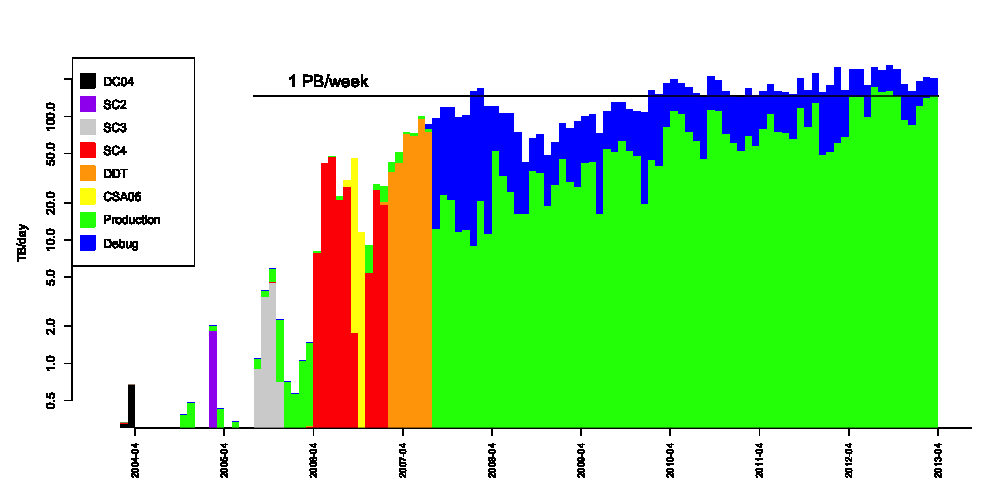 1 PB/week
DC04
SC2
SC3
SC4
DDT
CSA06
Production
Debug
TB/day
100.0
50.0
20.0
10.0
5.0
2.0
1.0
0.5
2004-04
2005-04
2006-04
2007-04
2008-04
2009-04
2010-04
2011-04
2012-04
2013-04